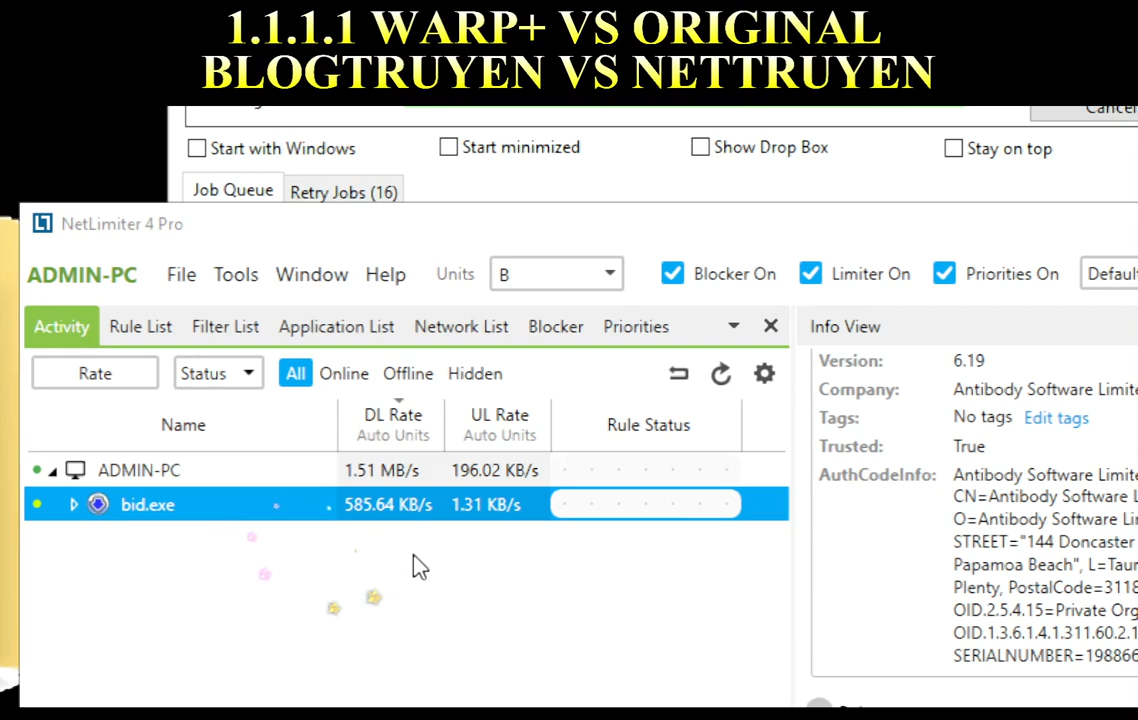 1.1.1.1 WARP+ VS ORIGINAL
BLOGTRUYEN VS NETTRUYEN
Cancel
Start with Windows
Start minimized
Show Drop Box
Stay on top
Job Queue
Retry Jobs (16)
NetLimiter 4 Pro
ADMIN-PC File Tools Window Help Units B Blocker On Limiter On Priorities On Defaul
Activity Rule List Filter List Application List Network List Blocker Priorities
Info View
Rate Status All Online Offline Hidden
Name
DL Rate
Auto Units
UL Rate
Auto Units
Rule Status
ADMIN-PC 1.51 MB/s 196.02 KB/s
bid.exe 585.64 KB/s 1.31 KB/s
Version: 6.19
Company: Antibody Software Limite
Tags: No tags Edit tags
Trusted: True
AuthCodeInfo: Antibody Software Limite
CN=Antibody Software L
O=Antibody Software Li
STREET="144 Doncaster
Papamoa Beach", L=Taur
Plenty, PostalCode=3118
OID.2.5.4.15=Private Org
OID.1.3.6.1.4.1.311.60.2.1
SERIALNUMBER=198866